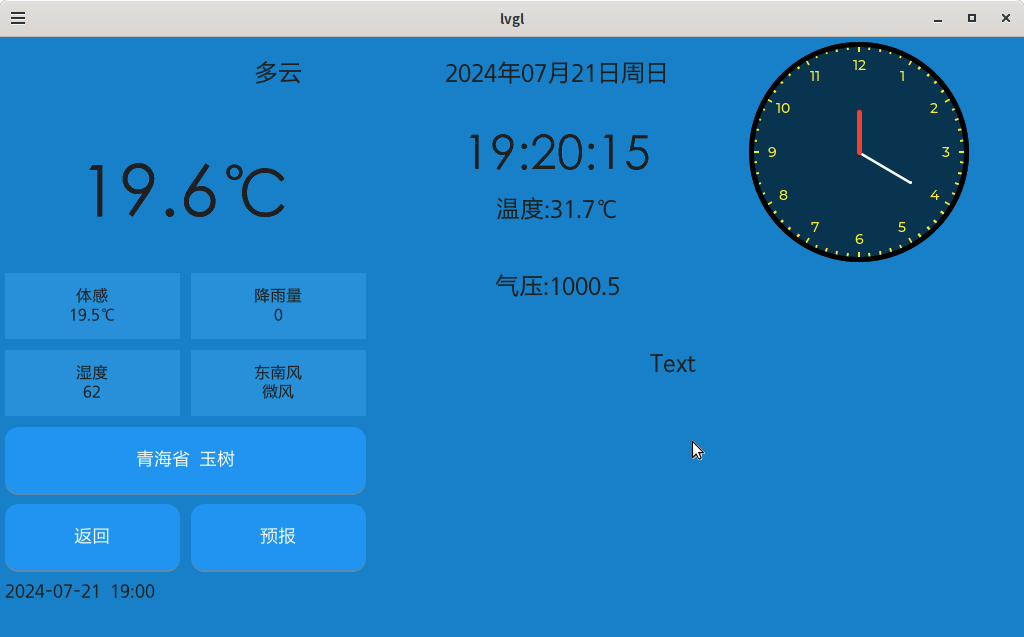 lvgl
多云
2024年07月21日周日
19:20:15
19.6℃
温度:31.7℃
气压:1000.5
12
1
2
3
4
5
6
7
8
9
10
11
体感
19.5℃
降雨量
0
湿度
62
东南风
微风
Text
青海省 玉树
返回
预报
2024-07-21 19:00